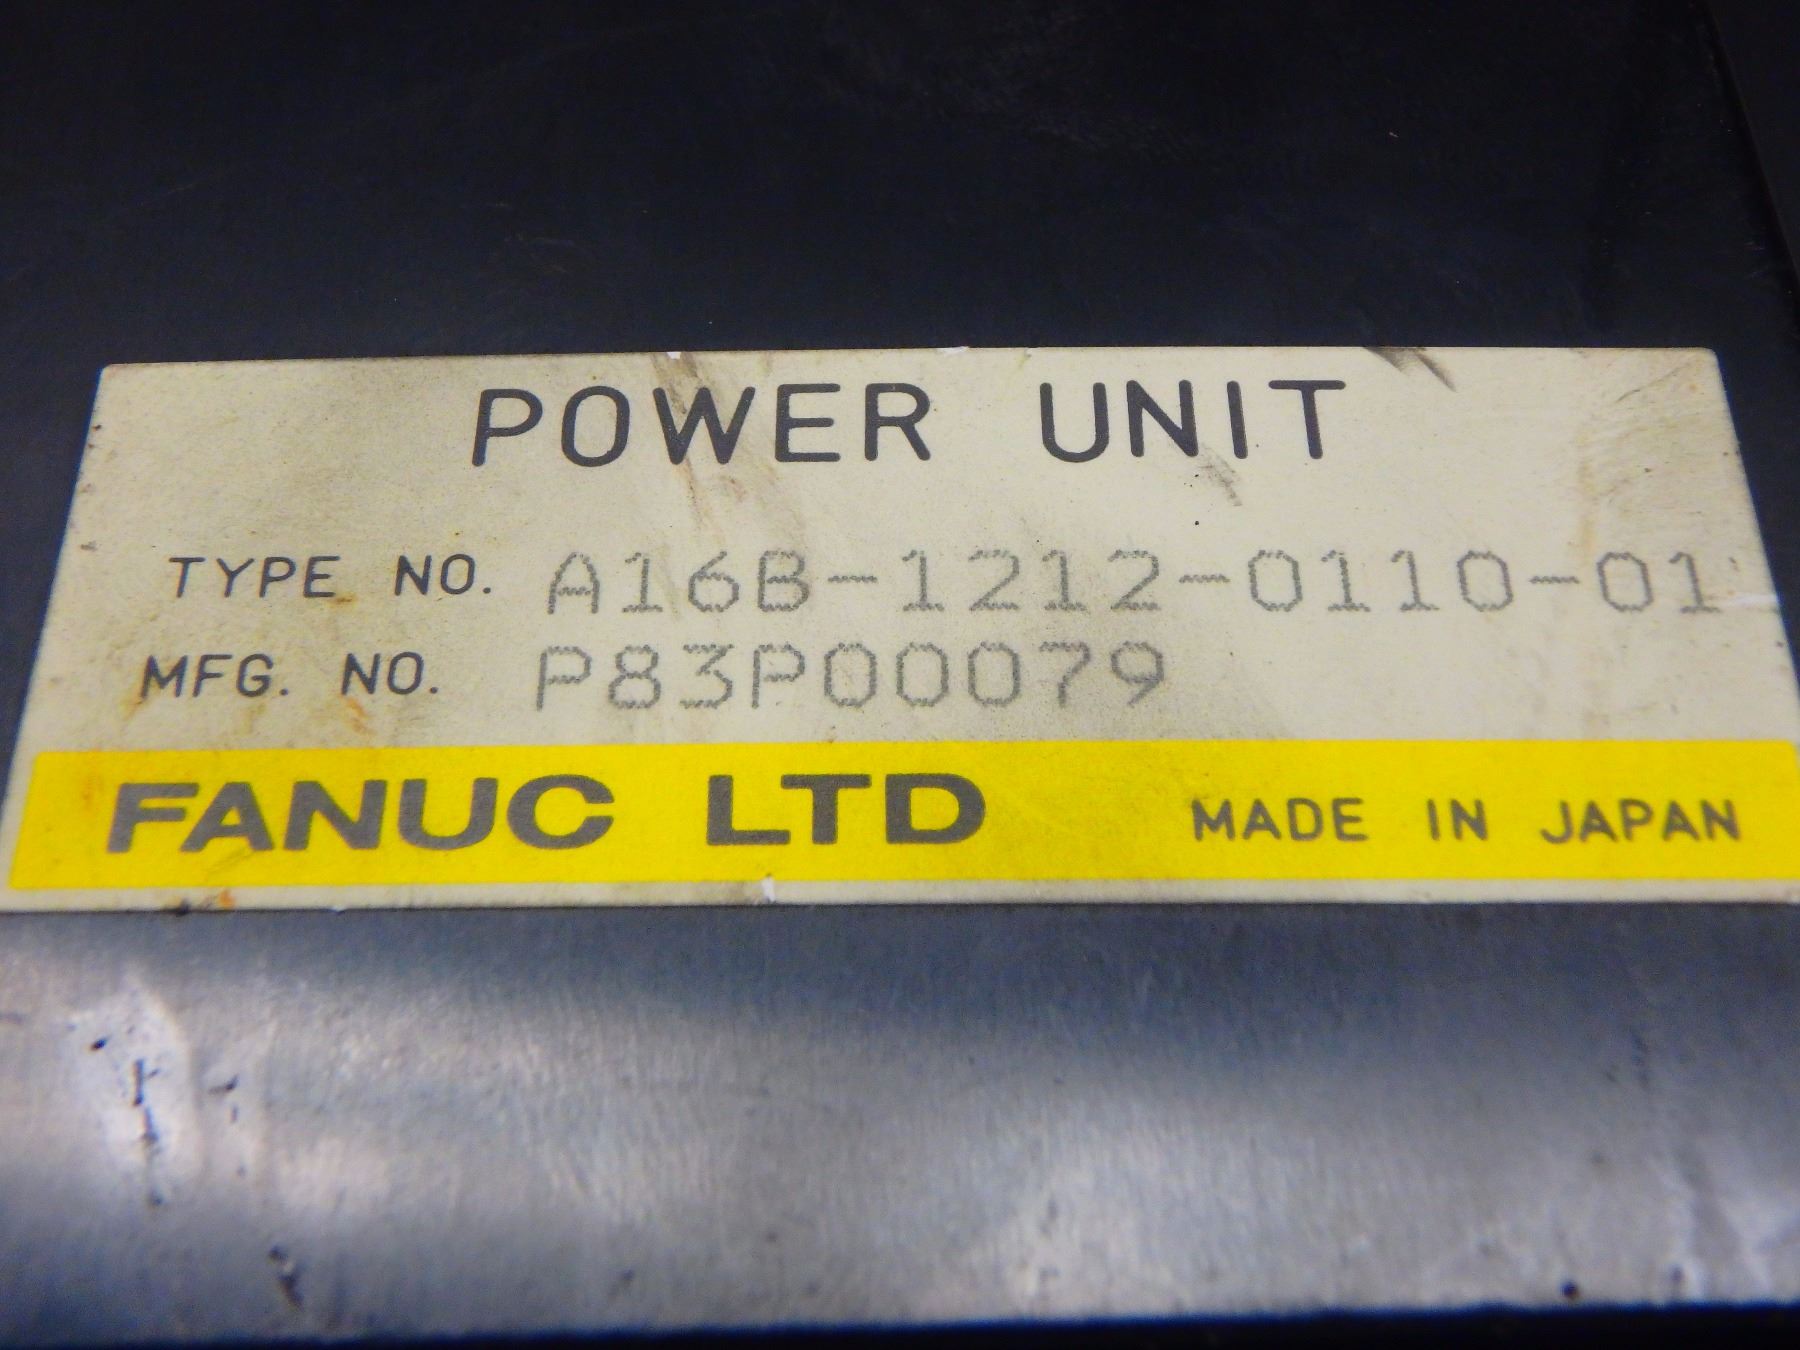 POWER UNIT
TYPE NO. A16B-1212-0110-01
MFG. NO. P83P00079
FANUC LTD MADE IN JAPAN